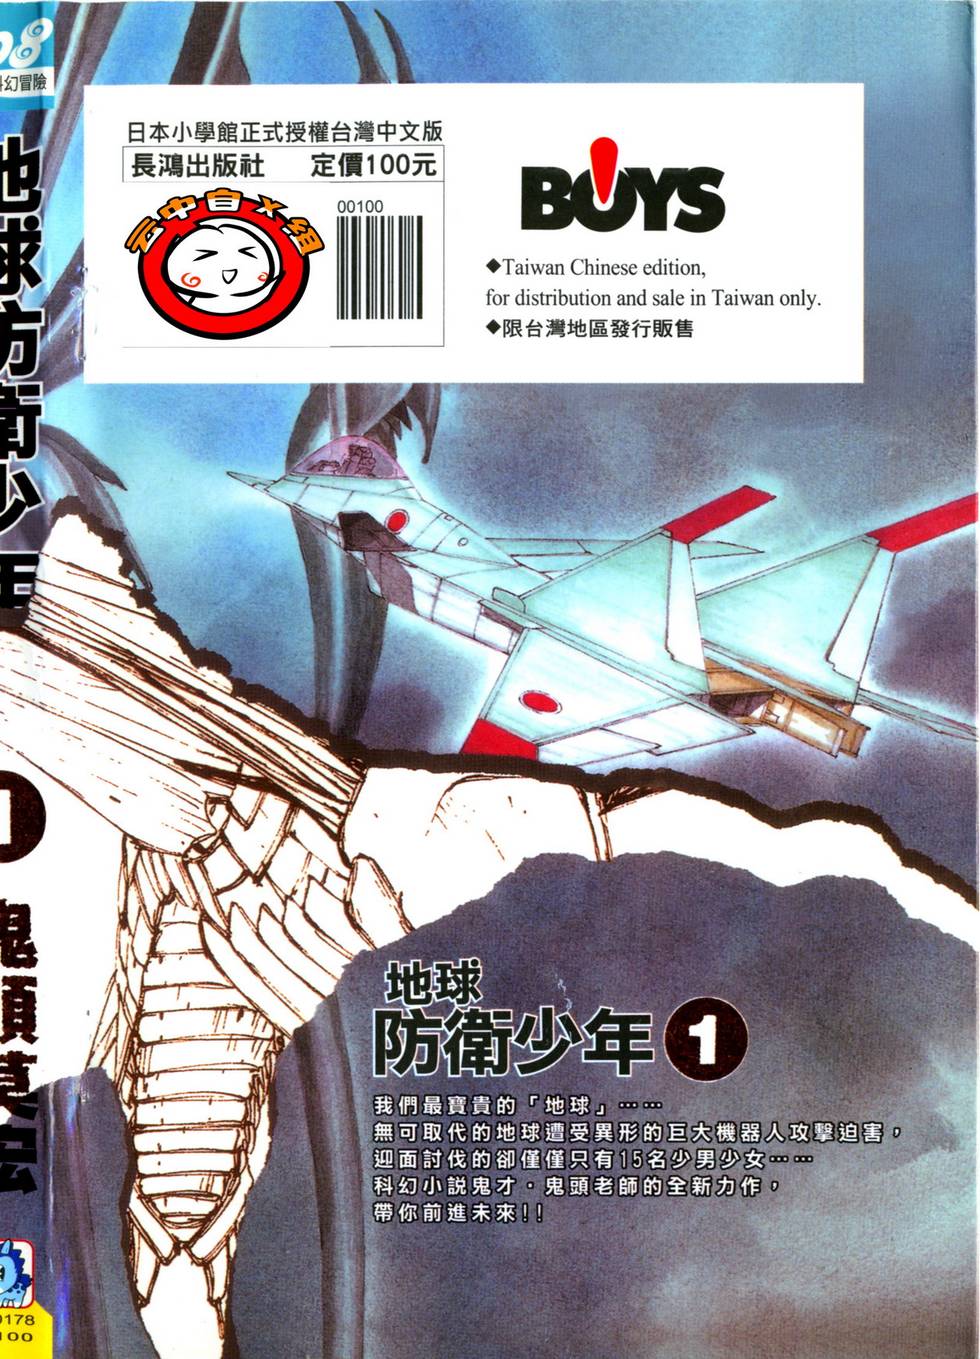 08
科幻冒險
地球防衛少年
1
鬼頭莫宏
0178
100
日本小學館正式授權台灣中文版
長鴻出版社 定價100元
云中自X組
00100
BOYS
◆Taiwan Chinese edition,
for distribution and sale in Taiwan only.
◆限台灣地區發行販售
地球
防衛少年 1
我們最寶貴的「地球」……
無可取代的地球遭受異形的巨大機器人攻擊迫害，
迎面討伐的卻僅僅只有15名少男少女……
科幻小說鬼才·鬼頭老師的全新力作，
帶你前進未來!!